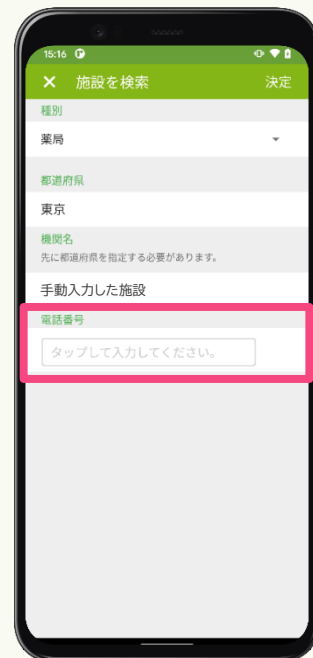 15:16
× 施設を検索 決定
種別
薬局
都道府県
東京
機関名
先に都道府県を指定する必要があります。
手動入力した施設
電話番号
タップして入力してください。